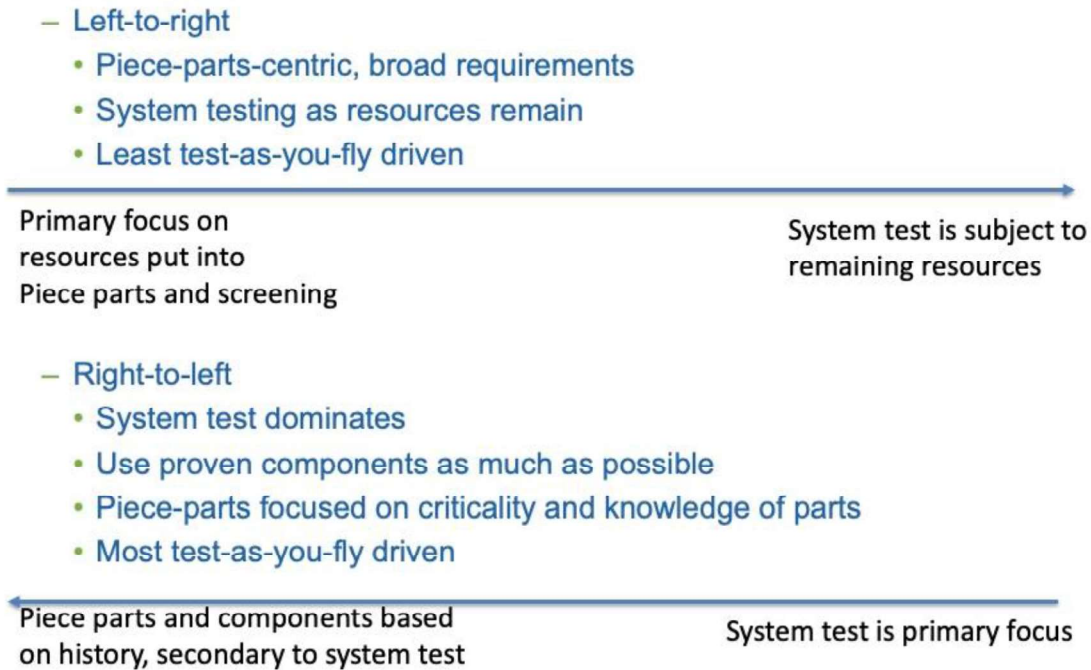 – Left-to-right
• Piece-parts-centric, broad requirements
• System testing as resources remain
• Least test-as-you-fly driven
Primary focus on
resources put into
Piece parts and screening
System test is subject to
remaining resources
– Right-to-left
• System test dominates
• Use proven components as much as possible
• Piece-parts focused on criticality and knowledge of parts
• Most test-as-you-fly driven
Piece parts and components based
on history, secondary to system test
System test is primary focus